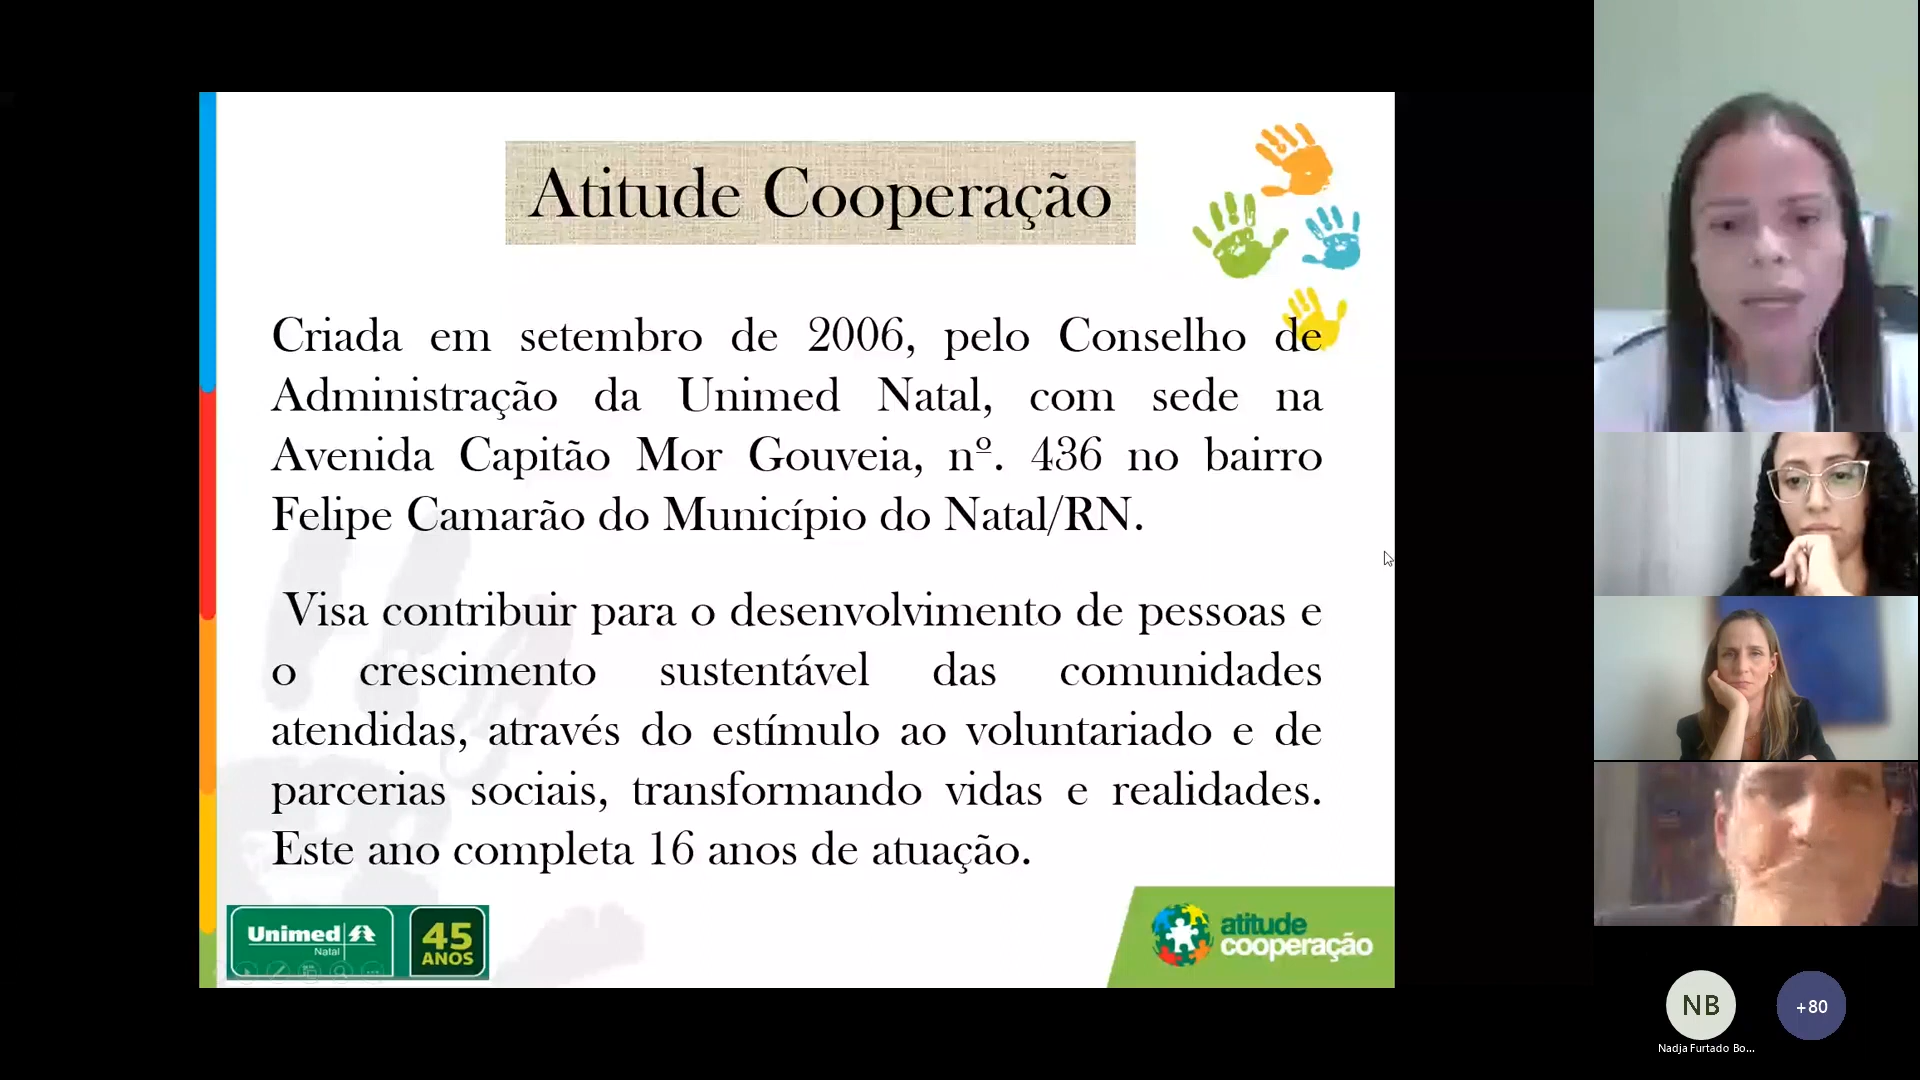 Atitude Cooperação
Criada em setembro de 2006, pelo Conselho de
Administração da Unimed Natal, com sede na
Avenida Capitão Mor Gouveia, nº. 436 no bairro
Felipe Camarão do Município do Natal/RN.
Visa contribuir para o desenvolvimento de pessoas e
o crescimento sustentável das comunidades
atendidas, através do estímulo ao voluntariado e de
parcerias sociais, transformando vidas e realidades.
Este ano completa 16 anos de atuação.
Unimed
Natal
45
ANOS
atitude
cooperação
NB
+80
Nadja Furtado Bo...